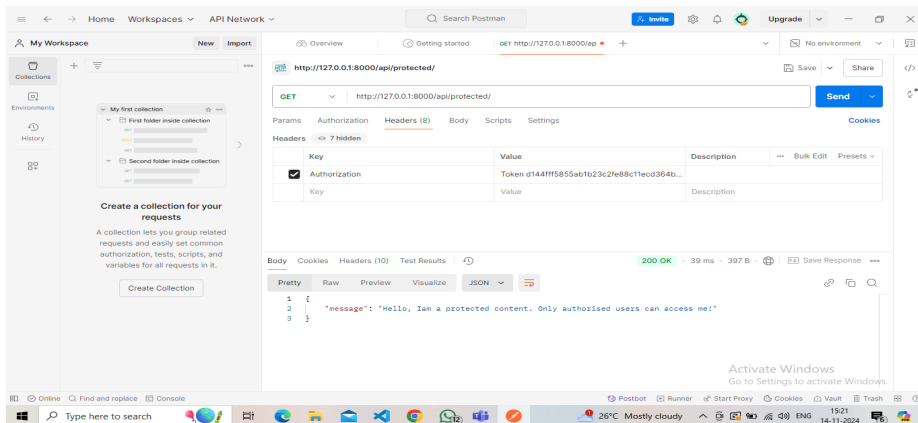 Home Workspaces API Network Search Postman Invite Upgrade
My Workspace New Import Overview Getting started GET http://127.0.0.1:8000/ap No environment
Collections
Environments
History
My first collection
First folder inside collection
Second folder inside collection
Create a collection for your
requests
A collection lets you group related
requests and easily set common
authorization, tests, scripts, and
variables for all requests in it.
Create Collection
http://127.0.0.1:8000/api/protected/ Save Share
GET http://127.0.0.1:8000/api/protected/ Send
Params Authorization Headers (8) Body Scripts Settings Cookies
Headers 7 hidden
Key Value Description Bulk Edit Presets
Authorization Token d144fff5855ab1b23c2fe88c11ecd364b...
Key Value Description
Body Cookies Headers (10) Test Results 200 OK 39 ms 397 B Save Response
Pretty Raw Preview Visualize JSON
1 {
2 "message": "Hello, Iam a protected content. Only authorised users can access me!"
3 }
Activate Windows
Go to Settings to activate Windows.
Online Find and replace Console Postbot Runner Start Proxy Cookies Vault Trash
Type here to search 26°C Mostly cloudy ENG 15:21
14-11-2024